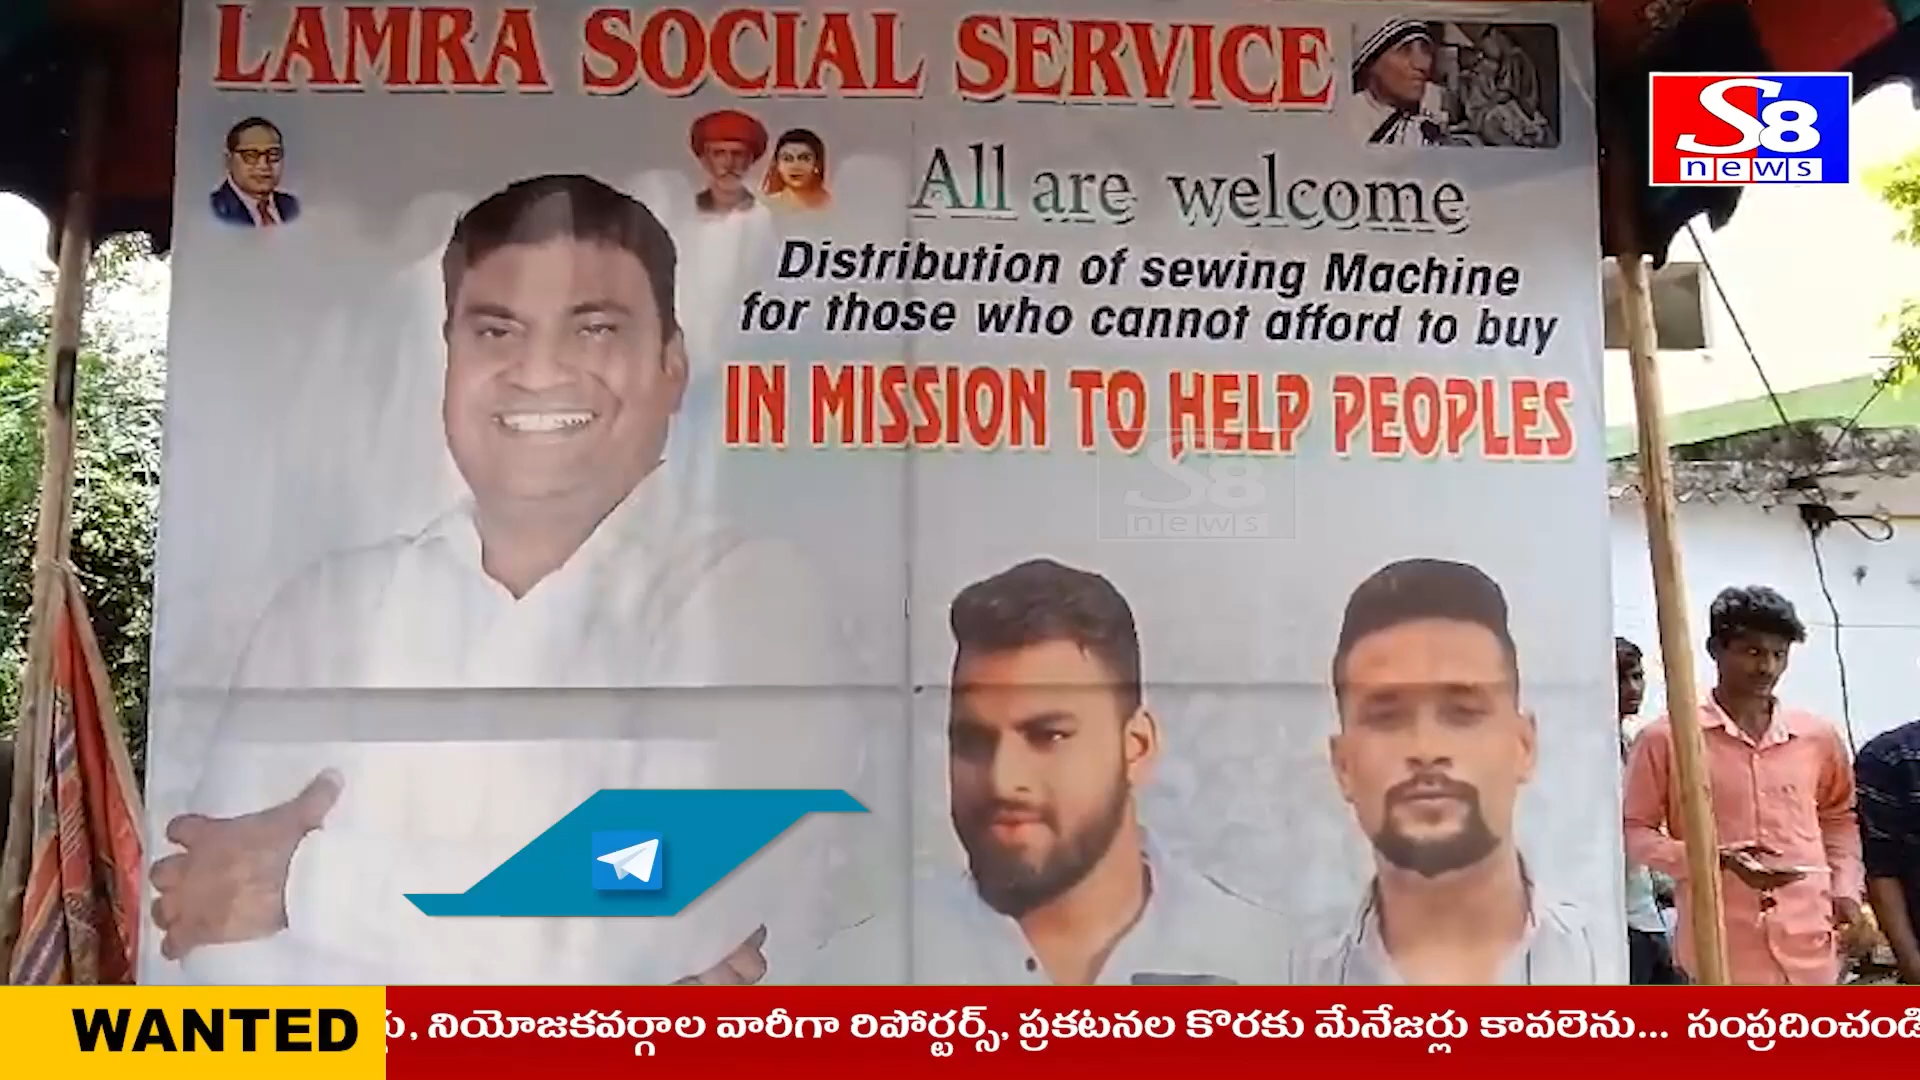 LAMRA SOCIAL SERVICE
S8
news
All are welcome
Distribution of sewing Machine
for those who cannot afford to buy
IN MISSION TO HELP PEOPLES
S8
news
WANTED
, నియోజకవర్గాల వారీగా రిపోర్టర్స్, ప్రకటనల కొరకు మేనేజర్లు కావలెను... సంప్రదించండి